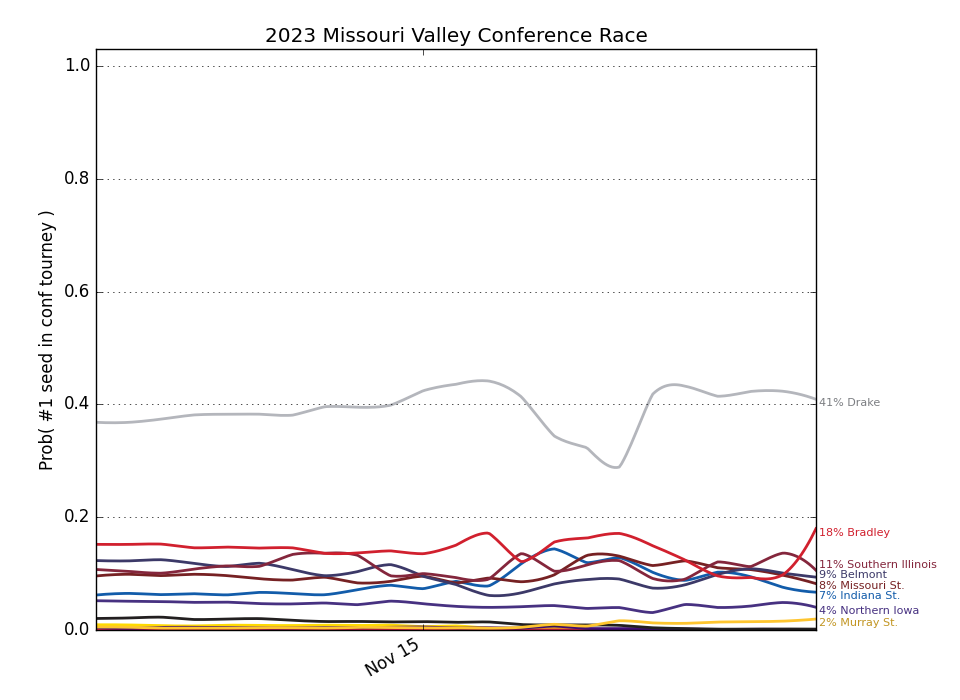 2023 Missouri Valley Conference Race
Prob( #1 seed in conf tourney )
1.0
0.8
0.6
0.4
0.2
0.0
Nov 15
41% Drake
18% Bradley
11% Southern Illinois
9% Belmont
8% Missouri St.
7% Indiana St.
4% Northern Iowa
2% Murray St.